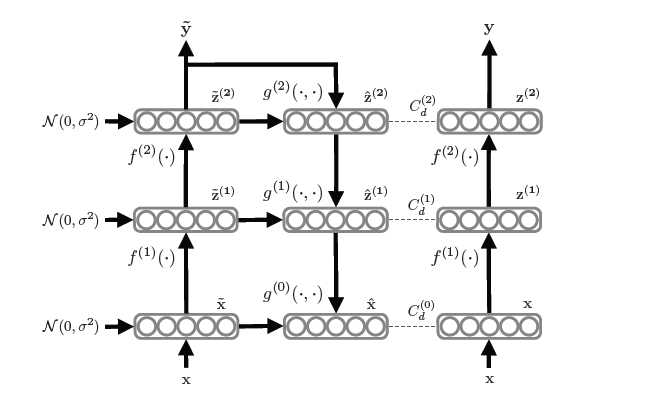 ỹ y
g⁽²⁾(·,·) z̃⁽²⁾ ẑ⁽²⁾ C_d⁽²⁾ z⁽²⁾
𝒩(0, σ²)
f⁽²⁾(·) f⁽²⁾(·)
g⁽¹⁾(·,·) z̃⁽¹⁾ ẑ⁽¹⁾ C_d⁽¹⁾ z⁽¹⁾
𝒩(0, σ²)
f⁽¹⁾(·) f⁽¹⁾(·)
g⁽⁰⁾(·,·) x̃ x̂ C_d⁽⁰⁾ x
𝒩(0, σ²)
x x